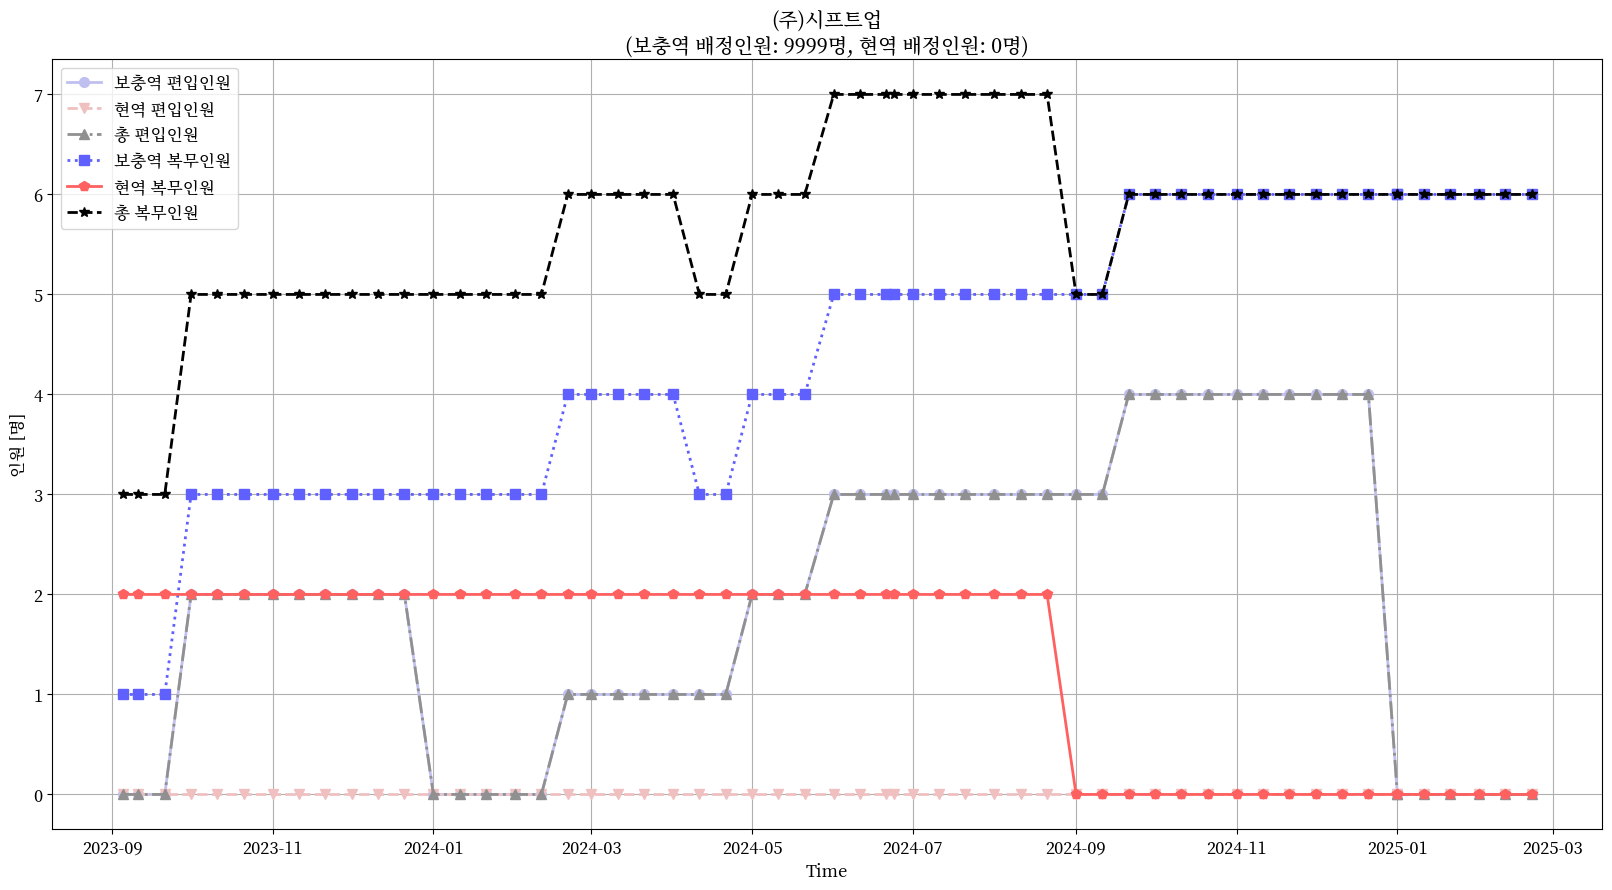 (주)시프트업
(보충역 배정인원: 9999명, 현역 배정인원: 0명)
보충역 편입인원
현역 편입인원
총 편입인원
보충역 복무인원
현역 복무인원
총 복무인원
인원 [명]
7
6
5
4
3
2
1
0
2023-09
2023-11
2024-01
2024-03
2024-05
2024-07
2024-09
2024-11
2025-01
2025-03
Time